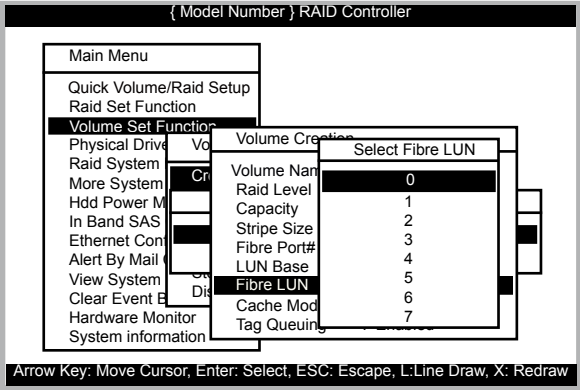 { Model Number } RAID Controller
Main Menu
Quick Volume/Raid Setup
Raid Set Function
Volume Set Function
Physical Drive
Raid System
More System
Hdd Power M
In Band SAS
Ethernet Con
Alert By Mail
View System
Clear Event B
Hardware Monitor
System information
Vo
Cr
Di
Volume Creation
Volume Nam
Raid Level
Capacity
Stripe Size
Fibre Port#
LUN Base
Fibre LUN
Cache Mod
Tag Queuing
Enabled
Select Fibre LUN
0
1
2
3
4
5
6
7
Arrow Key: Move Cursor, Enter: Select, ESC: Escape, L:Line Draw, X: Redraw